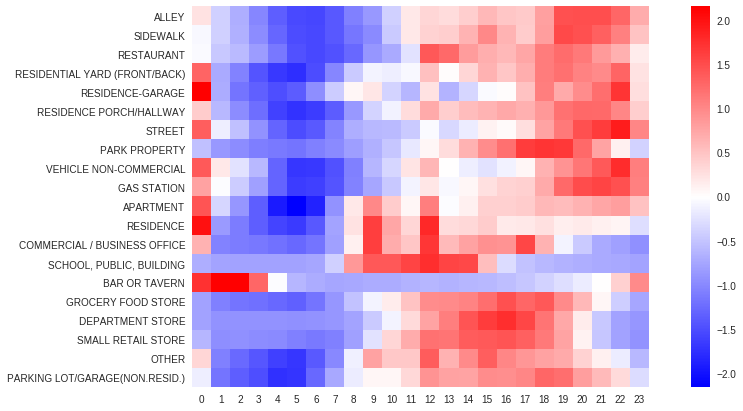 ALLEY
SIDEWALK
RESTAURANT
RESIDENTIAL YARD (FRONT/BACK)
RESIDENCE-GARAGE
RESIDENCE PORCH/HALLWAY
STREET
PARK PROPERTY
VEHICLE NON-COMMERCIAL
GAS STATION
APARTMENT
RESIDENCE
COMMERCIAL / BUSINESS OFFICE
SCHOOL, PUBLIC, BUILDING
BAR OR TAVERN
GROCERY FOOD STORE
DEPARTMENT STORE
SMALL RETAIL STORE
OTHER
PARKING LOT/GARAGE(NON.RESID.)
0 1 2 3 4 5 6 7 8 9 10 11 12 13 14 15 16 17 18 19 20 21 22 23
2.0
1.5
1.0
0.5
0.0
−0.5
−1.0
−1.5
−2.0